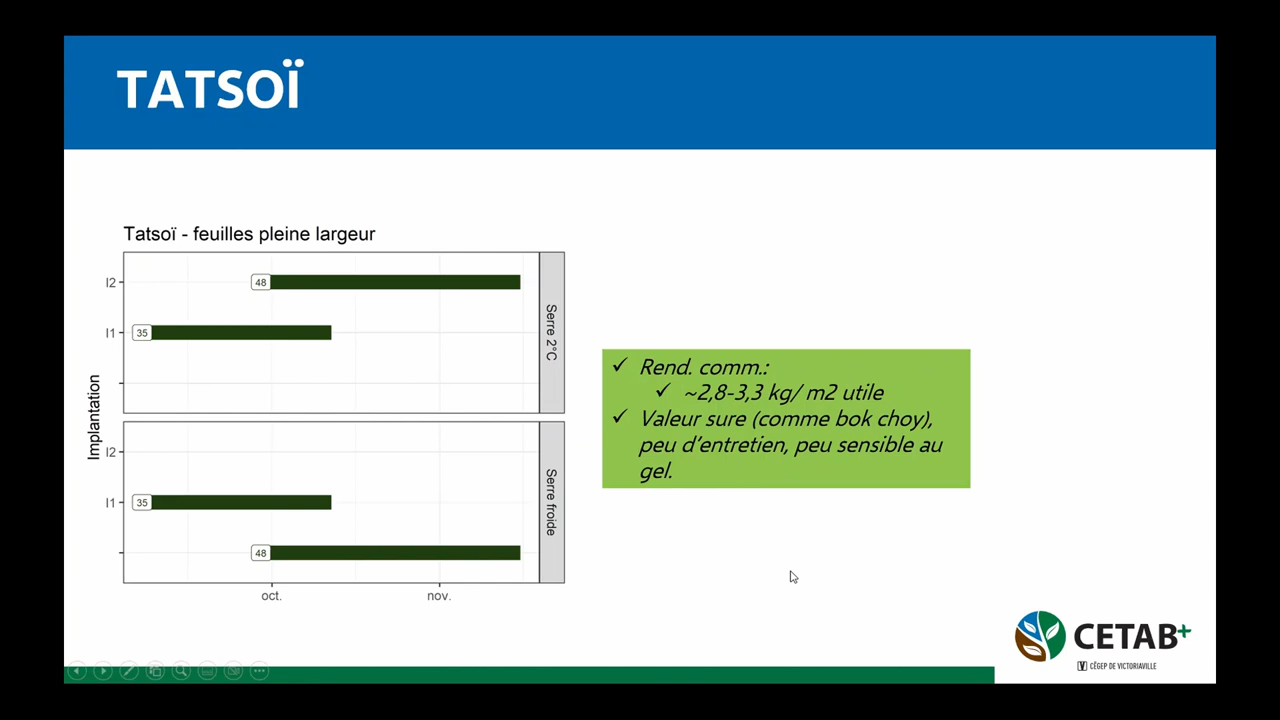 TATSOÏ
Tatsoï - feuilles pleine largeur
Implantation
I2
48
I1
35
Serre 2°C
I2
I1
35
48
Serre froide
oct.
nov.
✓ Rend. comm.:
✓ ~2,8-3,3 kg/ m2 utile
✓ Valeur sure (comme bok choy),
peu d’entretien, peu sensible au
gel.
CETAB+
CÉGEP DE VICTORIAVILLE